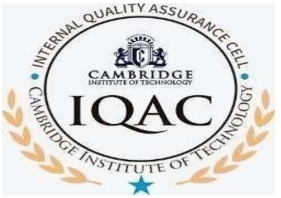 INTERNAL QUALITY ASSURANCE CELL
CAMBRIDGE
INSTITUTE OF TECHNOLOGY
IQAC
CAMBRIDGE INSTITUTE OF TECHNOLOGY